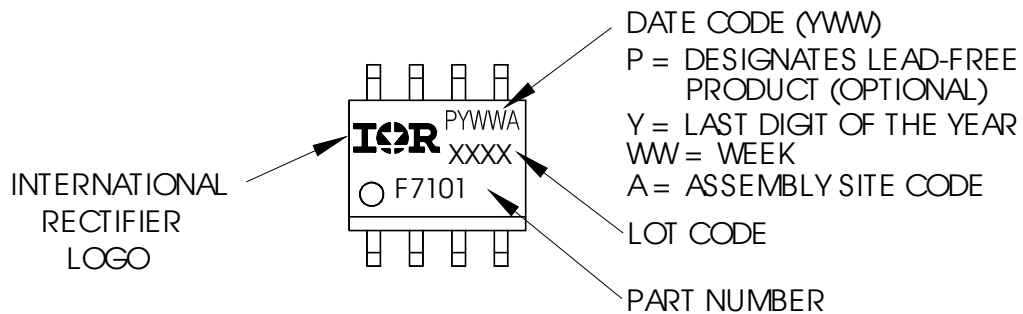 DATE CODE (YWW)
P = DESIGNATES LEAD-FREE
PRODUCT (OPTIONAL)
Y = LAST DIGIT OF THE YEAR
WW = WEEK
A = ASSEMBLY SITE CODE
LOT CODE
PART NUMBER
INTERNATIONAL
RECTIFIER
LOGO
IOR
PYWWA
XXXX
F7101